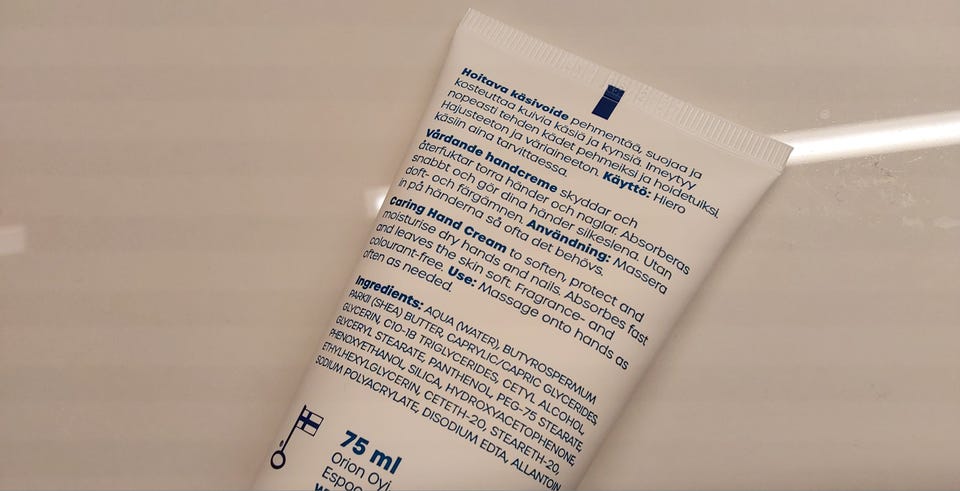 Hoitava käsivoide pehmentää, suojaa ja
kosteuttaa kuivia käsiä ja kynsiä. Imeytyy
nopeasti tehden kädet pehmeiksi ja hoidetuiksi.
Hajusteeton ja väriaineeton. Käyttö: Hiero
käsiin aina tarvittaessa.
Vårdande handcreme skyddar och
återfuktar torra händer och naglar. Absorberas
snabbt och gör dina händer silkeslena. Utan
doft- och färgämnen. Användning: Massera
in på händerna så ofta det behövs.
Caring Hand Cream to soften, protect and
moisturise dry hands and nails. Absorbes fast
and leaves the skin soft. Fragrance- and
colourant-free. Use: Massage onto hands as
often as needed.
Ingredients: AQUA (WATER), BUTYROSPERMUM
PARKII (SHEA) BUTTER, CAPRYLIC/CAPRIC GLYCERIDES,
GLYCERIN, C10-18 TRIGLYCERIDES, CETYL ALCOHOL,
GLYCERYL STEARATE, PANTHENOL, PEG-75 STEARATE,
PHENOXYETHANOL, SILICA, HYDROXYACETOPHENONE,
ETHYLHEXYLGLYCERIN, CETETH-20, STEARETH-20,
SODIUM POLYACRYLATE, DISODIUM EDTA, ALLANTOIN
75 ml
Orion Oyj,
Espoo